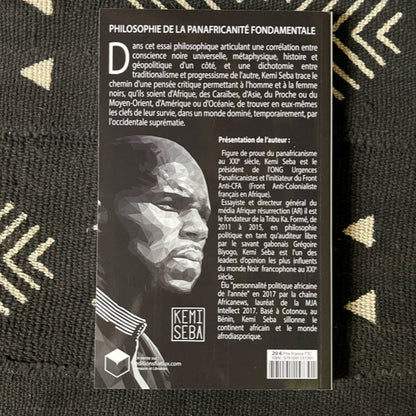 PHILOSOPHIE DE LA PANAFRICANITÉ FONDAMENTALE
Dans cet essai philosophique articulant une corrélation entre
conscience noire universelle, métaphysique, histoire et
géopolitique d'un côté, et une dichotomie entre
traditionalisme et progressisme de l'autre, Kemi Seba trace le
chemin d'une pensée critique permettant à l'homme et à la femme
noirs, qu'ils soient d'Afrique, des Caraïbes, d'Asie, du Proche ou du
Moyen-Orient, d'Amérique ou d'Océanie, de trouver en eux-mêmes
les clefs de leur survie, dans un monde dominé, temporairement, par
l'occidentale suprématie.
Présentation de l'auteur :
Figure de proue du panafricanisme
au XXIe siècle, Kemi Seba est le
président de l'ONG Urgences
Panafricanistes et l'initiateur du Front
Anti-CFA (Front Anti-Colonialiste
français en Afrique).
Essayiste et directeur général du
média Afrique résurrection (AR) il est
le fondateur de la Tribu Ka. Formé, de
2011 à 2015, en philosophie
politique en tant qu'auditeur libre
par le savant gabonais Grégoire
Biyogo, Kemi Seba est l'un des
leaders d'opinion les plus influents
du monde Noir francophone au XXIe
siècle.
Élu "personnalité politique africaine
de l'année" en 2017 par la chaîne
Africanews, lauréat de la MJA
Intellect 2017. Basé à Cotonou, au
Bénin, Kemi Seba sillonne le
continent africain et le monde
afrodiasporique.
KEMI
SEBA
editionsfiatlux.com
20 € Prix France TTC